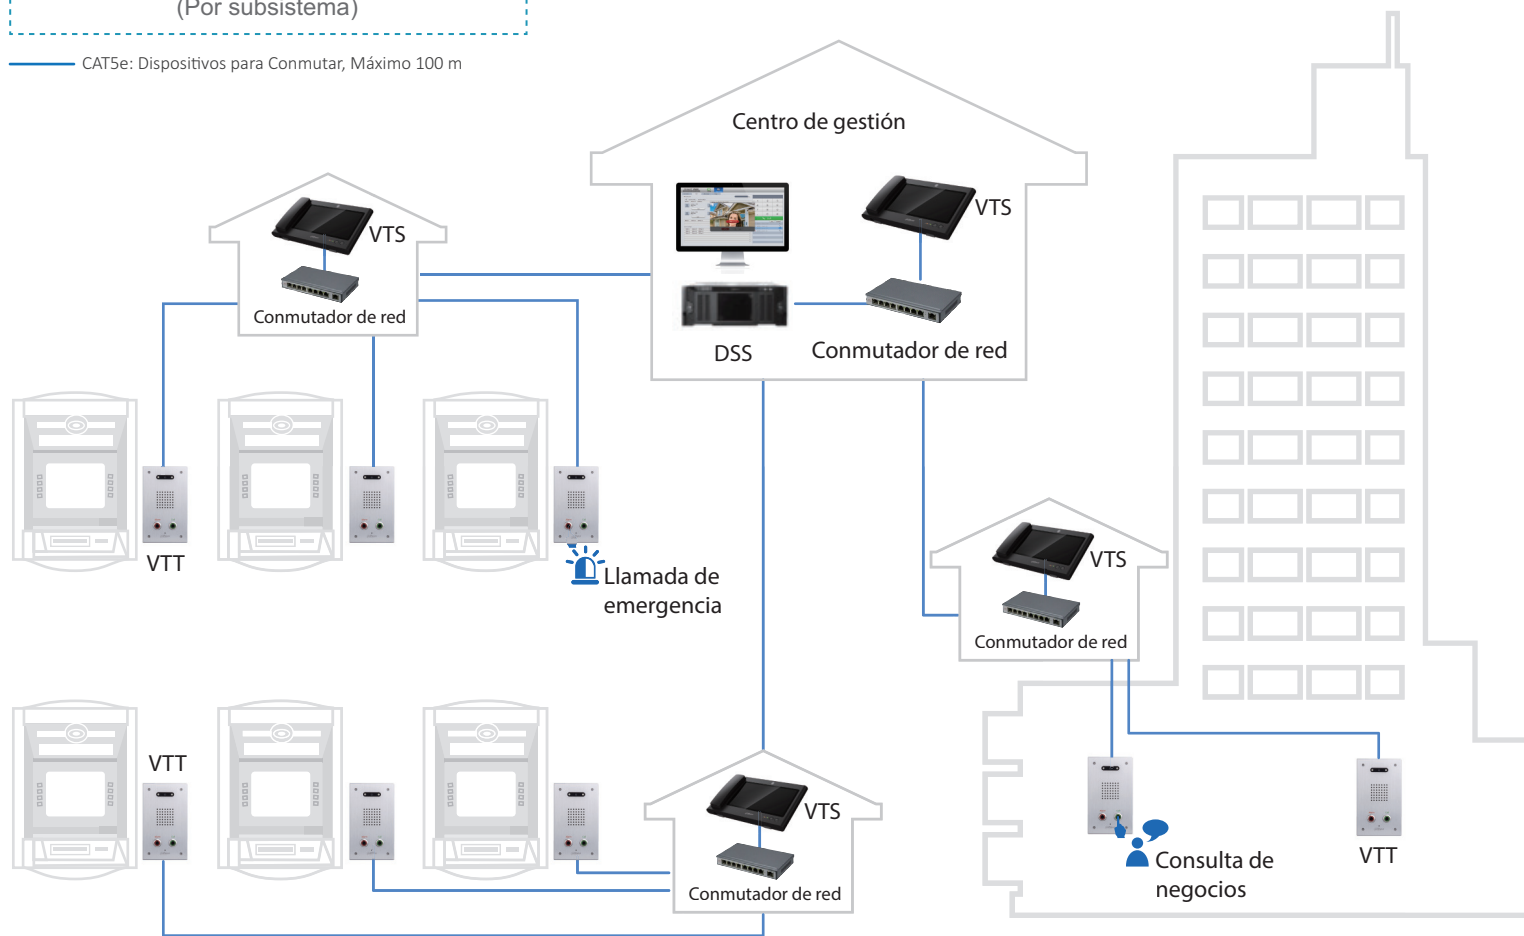 (Por subsistema)
CAT5e: Dispositivos para Conmutar, Máximo 100 m
Centro de gestión
VTS
DSS
Conmutador de red
VTS
Conmutador de red
VTT
Llamada de
emergencia
VTS
Conmutador de red
VTT
VTS
Conmutador de red
Consulta de
negocios
VTT